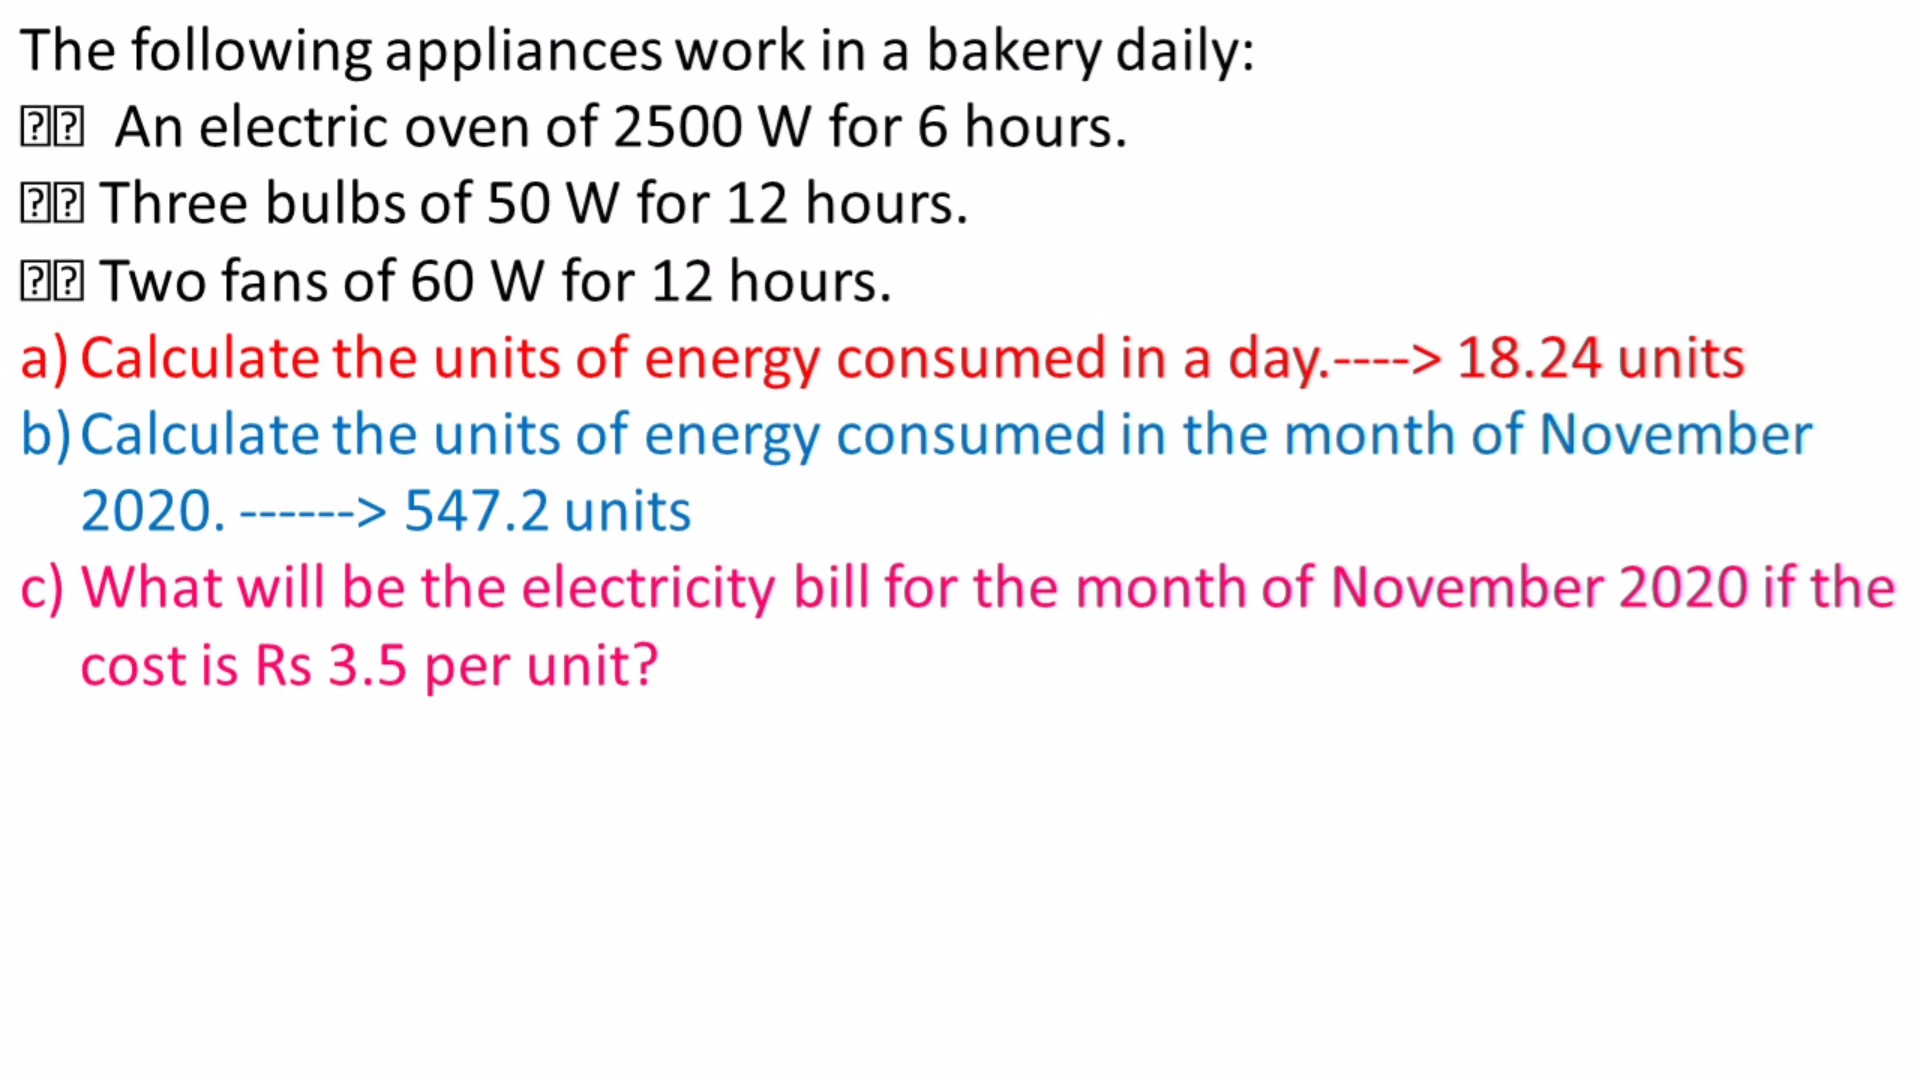 The following appliances work in a bakery daily:
An electric oven of 2500 W for 6 hours.
Three bulbs of 50 W for 12 hours.
Two fans of 60 W for 12 hours.
a) Calculate the units of energy consumed in a day.----> 18.24 units
b) Calculate the units of energy consumed in the month of November
2020. ------> 547.2 units
c) What will be the electricity bill for the month of November 2020 if the
cost is Rs 3.5 per unit?